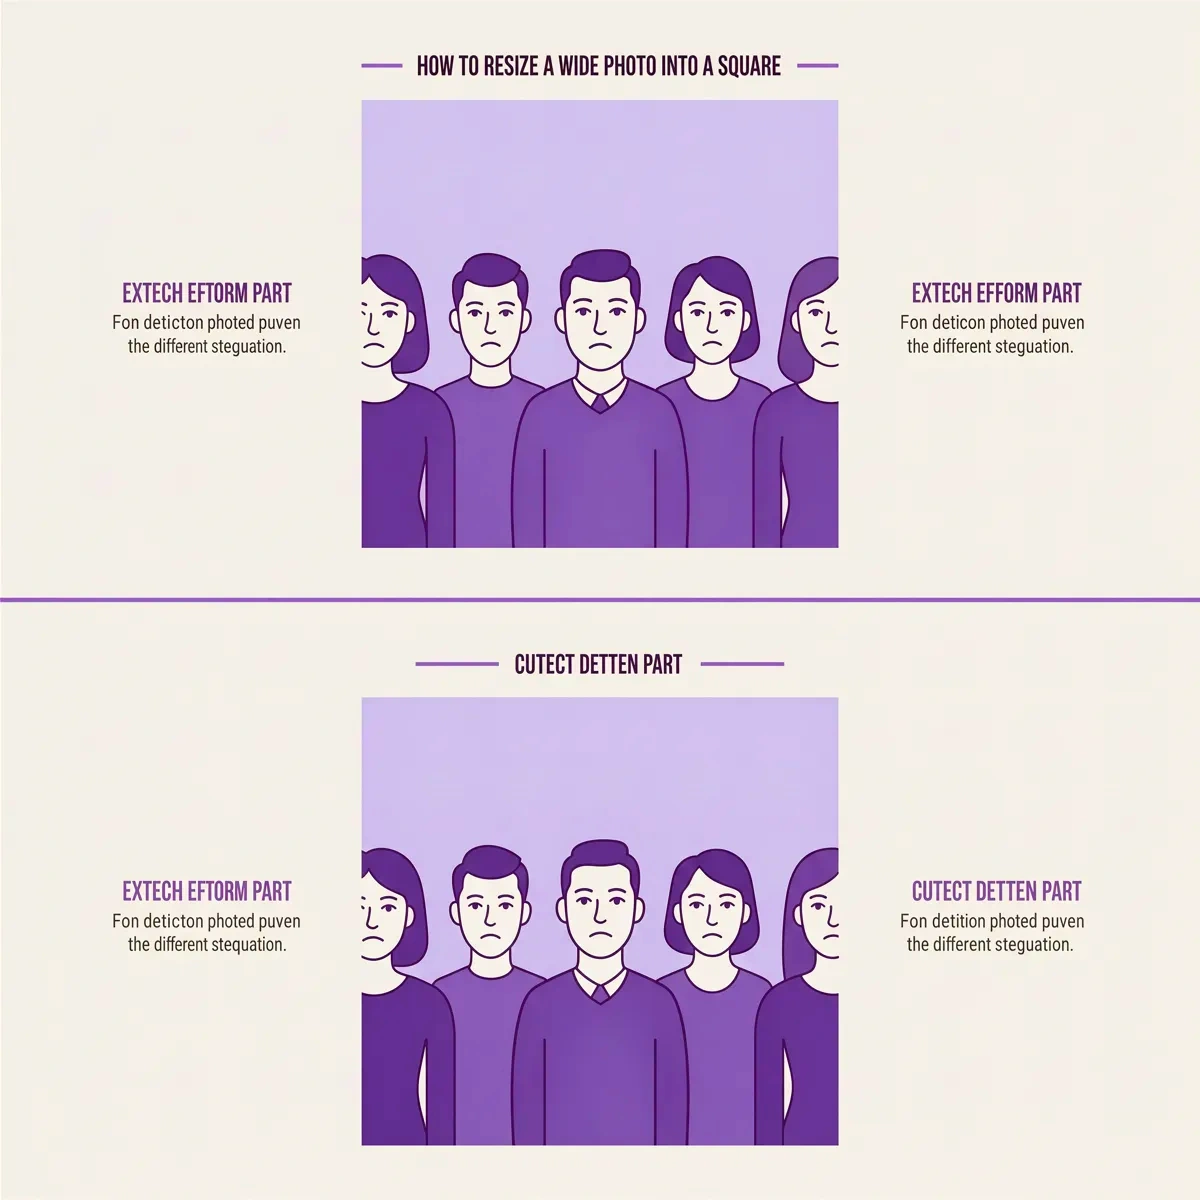 HOW TO RESIZE A WIDE PHOTO INTO A SQUARE
EXTECH EFTORM PART
Fon deticton photed puven
the different steguation.
EXTECH EFFORM PART
Fon deticon photed puven
the different steguation.
CUTECT DETTEN PART
EXTECH EFTORM PART
Fon deticton photed puven
the different stequation.
CUTECT DETTEN PART
Fon detition photed puven
the different steguation.